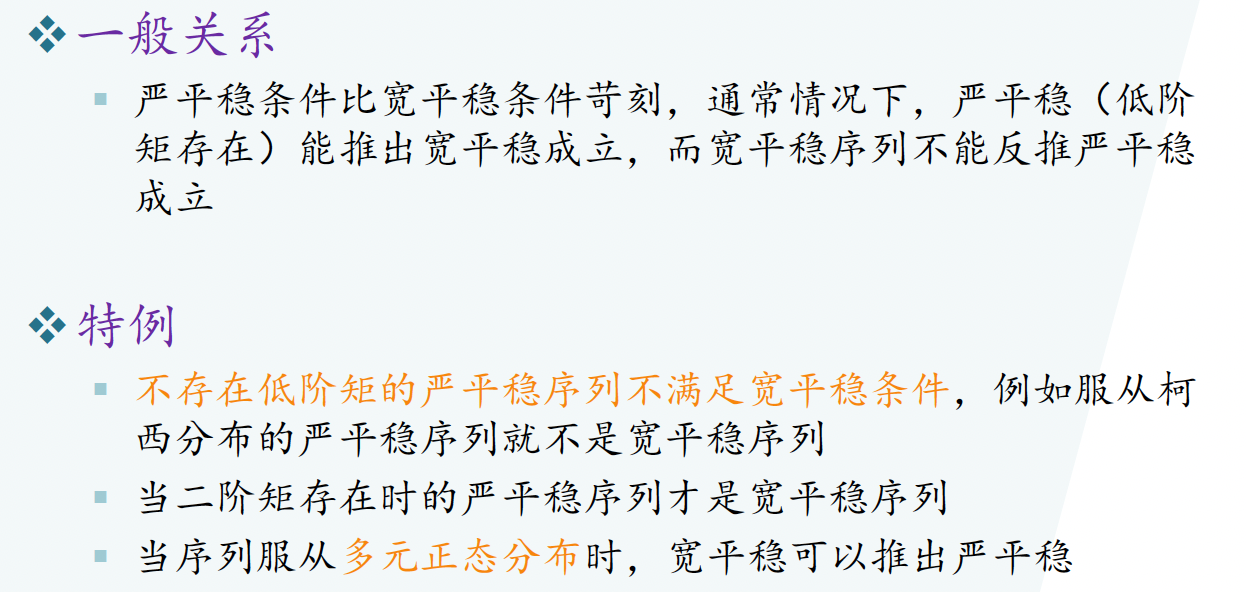 一般关系
严平稳条件比宽平稳条件苛刻，通常情况下，严平稳（低阶
矩存在）能推出宽平稳成立，而宽平稳序列不能反推严平稳
成立
特例
不存在低阶矩的严平稳序列不满足宽平稳条件，例如服从柯
西分布的严平稳序列就不是宽平稳序列
当二阶矩存在时的严平稳序列才是宽平稳序列
当序列服从多元正态分布时，宽平稳可以推出严平稳